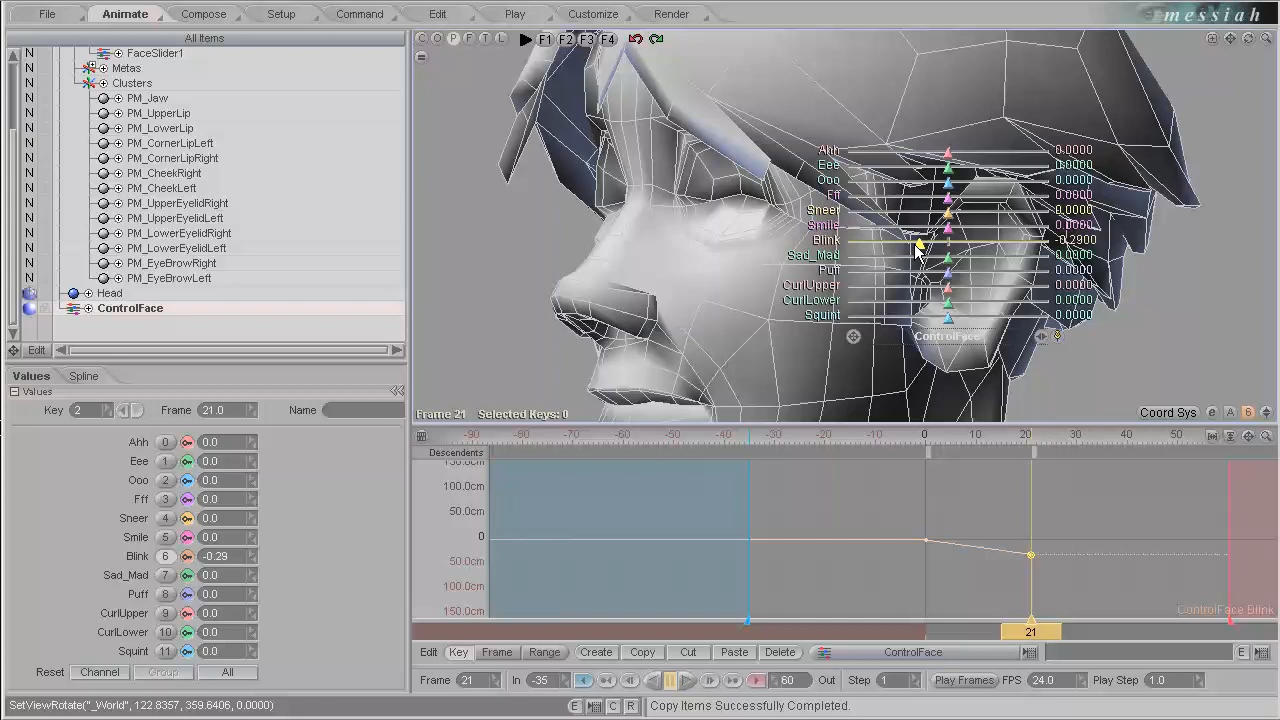 File Animate Compose Setup Command Edit Play Customize Render messiah
All Items
C O P F T L F1 F2 F3 F4
N FaceSlider1
N Metas
N Clusters
N PM_Jaw
N PM_UpperLip
N PM_LowerLip
N PM_CornerLipLeft
N PM_CornerLipRight
N PM_CheekRight
N PM_CheekLeft
N PM_UpperEyelidRight
N PM_UpperEyelidLeft
N PM_LowerEyelidRight
N PM_LowerEyelidLeft
N PM_EyeBrowRight
N PM_EyeBrowLeft
Head
ControlFace
Edit
Ahh 0.0000
Eee 0.0000
Ooo 0.0000
Fff 0.0000
Sneer 0.0000
Smile 0.0000
Blink -0.2900
Sad_Mad 0.0000
Puff 0.0000
CurlUpper 0.0000
CurlLower 0.0000
Squint 0.0000
ControlFace
Frame 21 Selected Keys: 0 Coord Sys e A 6
Values Spline
Values
Key 2 Frame 21.0 Name
Ahh 0 0.0
Eee 1 0.0
Ooo 2 0.0
Fff 3 0.0
Sneer 4 0.0
Smile 5 0.0
Blink 6 -0.29
Sad_Mad 7 0.0
Puff 8 0.0
CurlUpper 9 0.0
CurlLower 10 0.0
Squint 11 0.0
Reset Channel Group All
-90 -80 -70 -60 -50 -40 -30 -20 -10 0 10 20 30 40 50
Descendents
150.0cm
100.0cm
50.0cm
0
50.0cm
100.0cm
150.0cm
ControlFace Blink
21
Edit Key Frame Range Create Copy Cut Paste Delete ControlFace E
Frame 21 In -35 60 Out Step 1 Play Frames FPS 24.0 Play Step 1.0
SetViewRotate("_World", 122.8357, 359.6406, 0.0000) E C R Copy Items Successfully Completed.